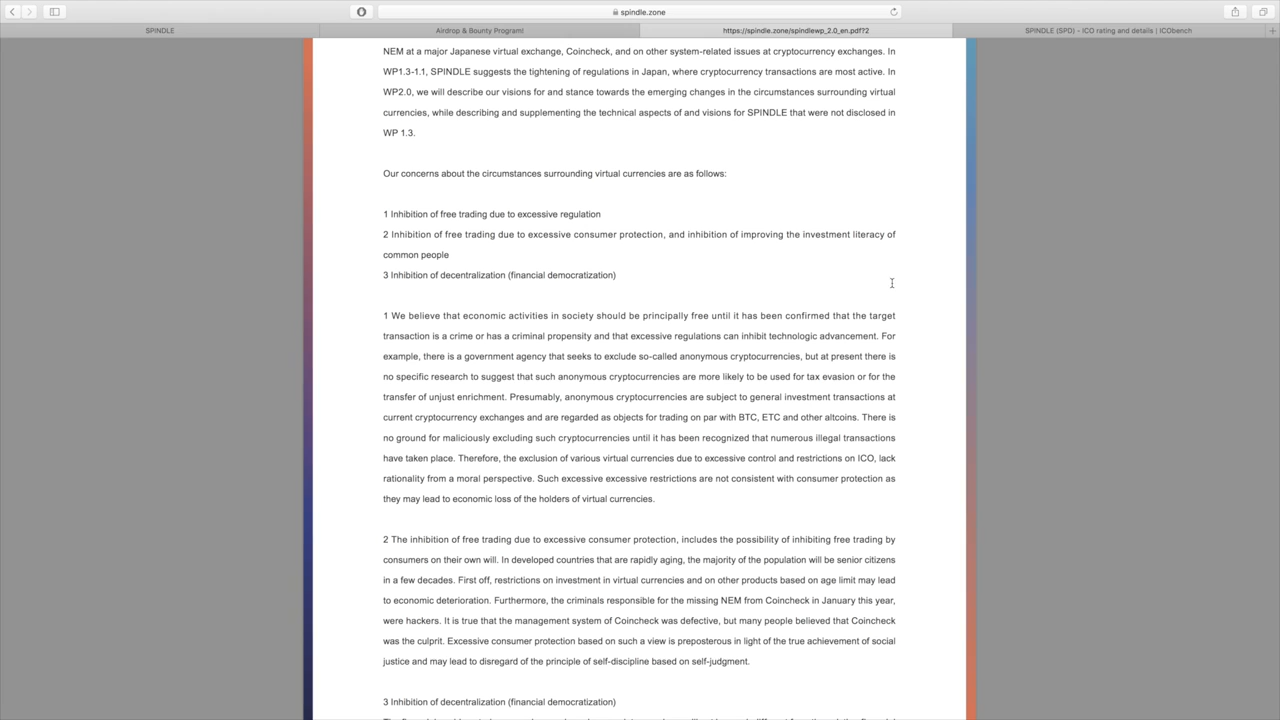 spindle.zone
SPINDLE
Airdrop & Bounty Program!
https://spindle.zone/spindlewp_2.0_en.pdf?2
SPINDLE (SPD) - ICO rating and details | ICObench
NEM at a major Japanese virtual exchange, Coincheck, and on other system-related issues at cryptocurrency exchanges. In
WP1.3-1.1, SPINDLE suggests the tightening of regulations in Japan, where cryptocurrency transactions are most active. In
WP2.0, we will describe our visions for and stance towards the emerging changes in the circumstances surrounding virtual
currencies, while describing and supplementing the technical aspects of and visions for SPINDLE that were not disclosed in
WP 1.3.
Our concerns about the circumstances surrounding virtual currencies are as follows:
1 Inhibition of free trading due to excessive regulation
2 Inhibition of free trading due to excessive consumer protection, and inhibition of improving the investment literacy of
common people
3 Inhibition of decentralization (financial democratization)
1 We believe that economic activities in society should be principally free until it has been confirmed that the target
transaction is a crime or has a criminal propensity and that excessive regulations can inhibit technologic advancement. For
example, there is a government agency that seeks to exclude so-called anonymous cryptocurrencies, but at present there is
no specific research to suggest that such anonymous cryptocurrencies are more likely to be used for tax evasion or for the
transfer of unjust enrichment. Presumably, anonymous cryptocurrencies are subject to general investment transactions at
current cryptocurrency exchanges and are regarded as objects for trading on par with BTC, ETC and other altcoins. There is
no ground for maliciously excluding such cryptocurrencies until it has been recognized that numerous illegal transactions
have taken place. Therefore, the exclusion of various virtual currencies due to excessive control and restrictions on ICO, lack
rationality from a moral perspective. Such excessive excessive restrictions are not consistent with consumer protection as
they may lead to economic loss of the holders of virtual currencies.
2 The inhibition of free trading due to excessive consumer protection, includes the possibility of inhibiting free trading by
consumers on their own will. In developed countries that are rapidly aging, the majority of the population will be senior citizens
in a few decades. First off, restrictions on investment in virtual currencies and on other products based on age limit may lead
to economic deterioration. Furthermore, the criminals responsible for the missing NEM from Coincheck in January this year,
were hackers. It is true that the management system of Coincheck was defective, but many people believed that Coincheck
was the culprit. Excessive consumer protection based on such a view is preposterous in light of the true achievement of social
justice and may lead to disregard of the principle of self-discipline based on self-judgment.
3 Inhibition of decentralization (financial democratization)